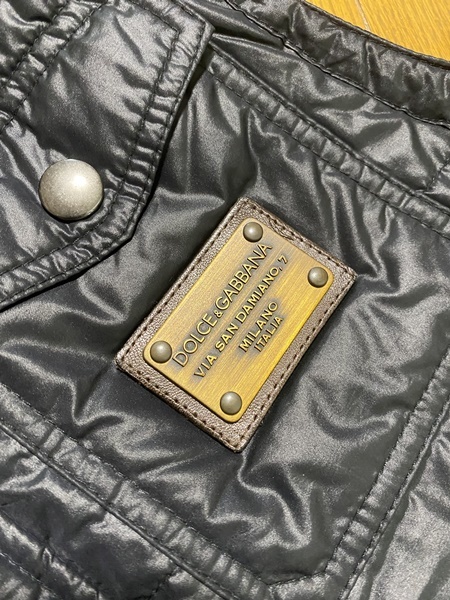 DOLCE&GABBANA
VIA SAN DAMIANO, 7
MILANO
ITALIA